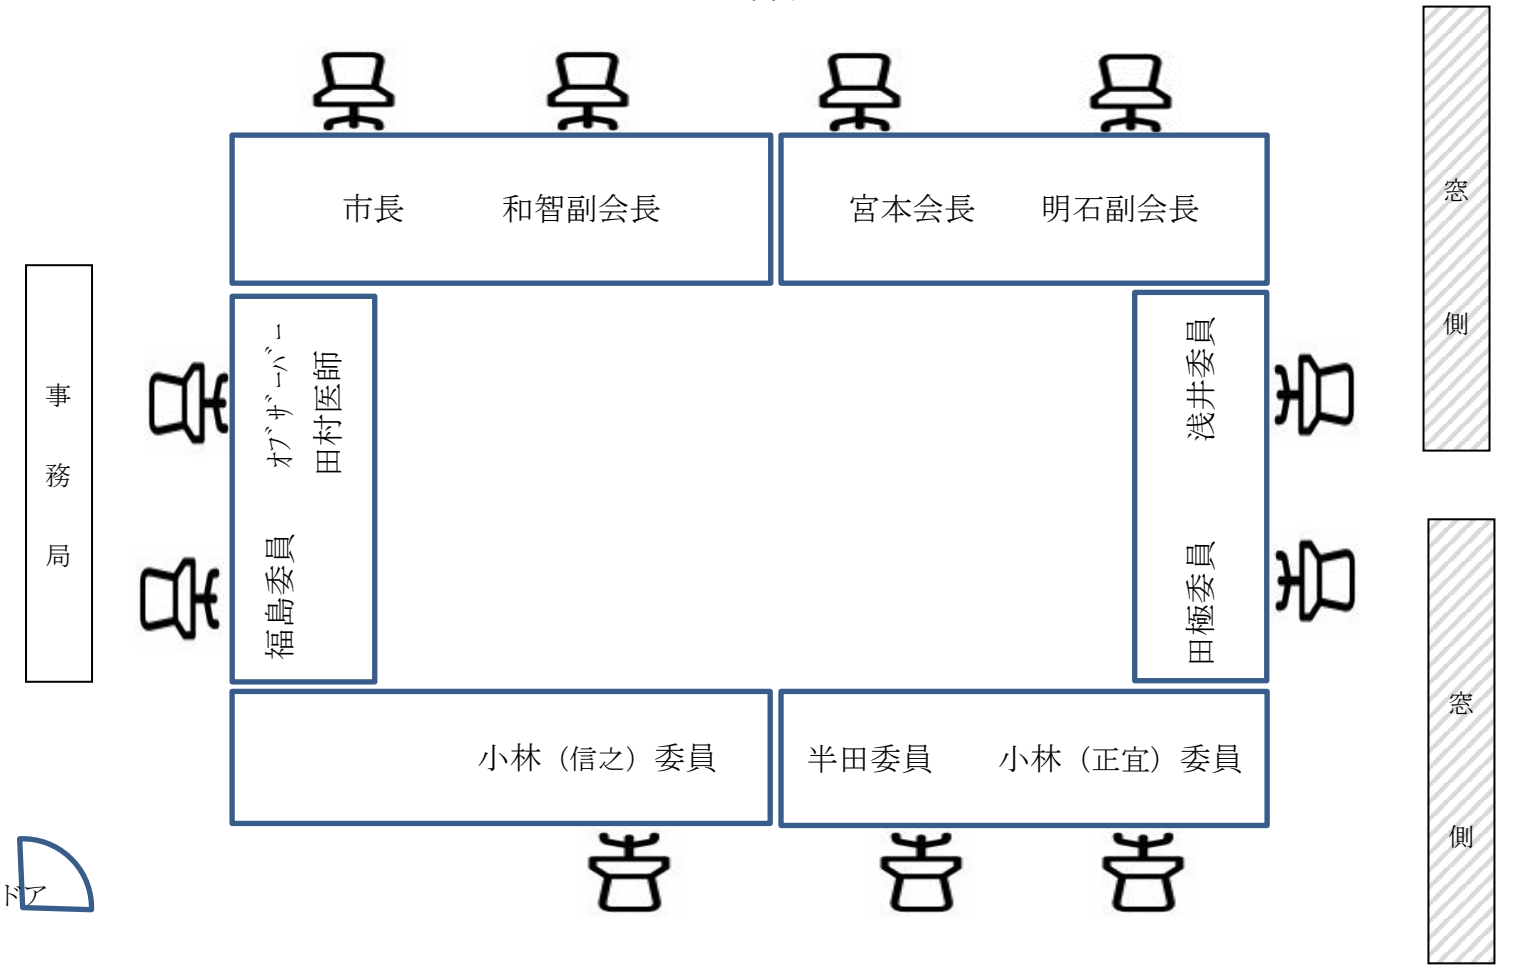 市長 和智副会長 宮本会長 明石副会長
窓側
事務局
ｵﾌﾞｻﾞｰﾊﾞｰ
田村医師
福島委員
浅井委員
田極委員
小林（信之）委員 半田委員 小林（正宜）委員
窓側
ドア